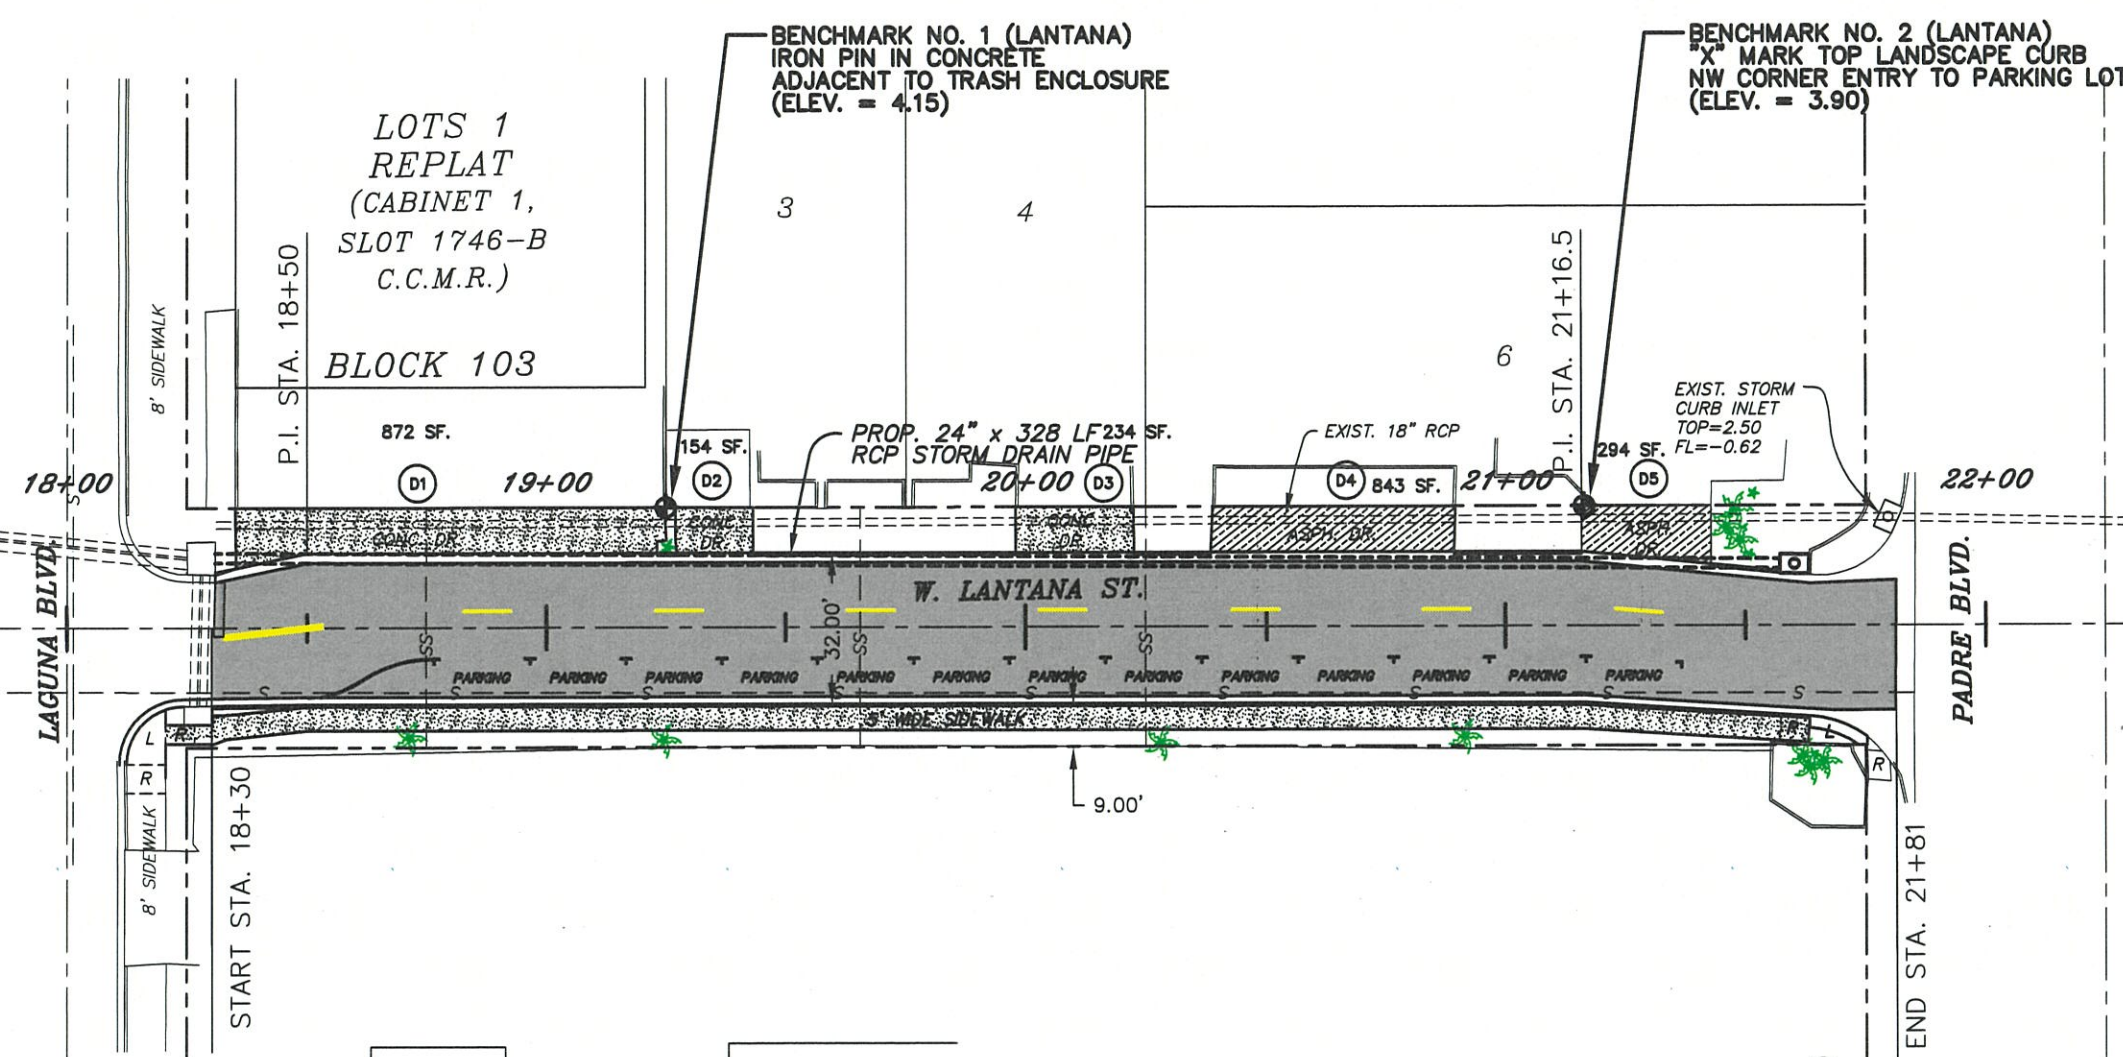 BENCHMARK NO. 1 (LANTANA)
IRON PIN IN CONCRETE
ADJACENT TO TRASH ENCLOSURE
(ELEV. = 4.15)
BENCHMARK NO. 2 (LANTANA)
"X" MARK TOP LANDSCAPE CURB
NW CORNER ENTRY TO PARKING LOT
(ELEV. = 3.90)
LOTS 1
REPLAT
(CABINET 1,
SLOT 1746-B
C.C.M.R.)
BLOCK 103
3
4
6
8' SIDEWALK
P.I. STA. 18+50
P.I. STA. 21+16.5
EXIST. STORM
CURB INLET
TOP=2.50
FL=-0.62
872 SF.
154 SF.
PROP. 24" x 328 LF
RCP STORM DRAIN PIPE
234 SF.
EXIST. 18" RCP
843 SF.
294 SF.
18+00
D1
19+00
D2
20+00
D3
D4
21+00
D5
22+00
CONC. DR.
CONC.
DR.
CONC.
DR.
ASPH. DR.
ASPH.
DR.
LAGUNA BLVD.
W. LANTANA ST.
PADRE BLVD.
32.00'
SS
SS
SS
PARKING
PARKING
PARKING
PARKING
PARKING
PARKING
PARKING
PARKING
PARKING
PARKING
PARKING
PARKING
PARKING
S
S
S
S
S
S
S
S
S
S
5' WIDE SIDEWALK
L
R
R
R
L
R
9.00'
8' SIDEWALK
START STA. 18+30
END STA. 21+81